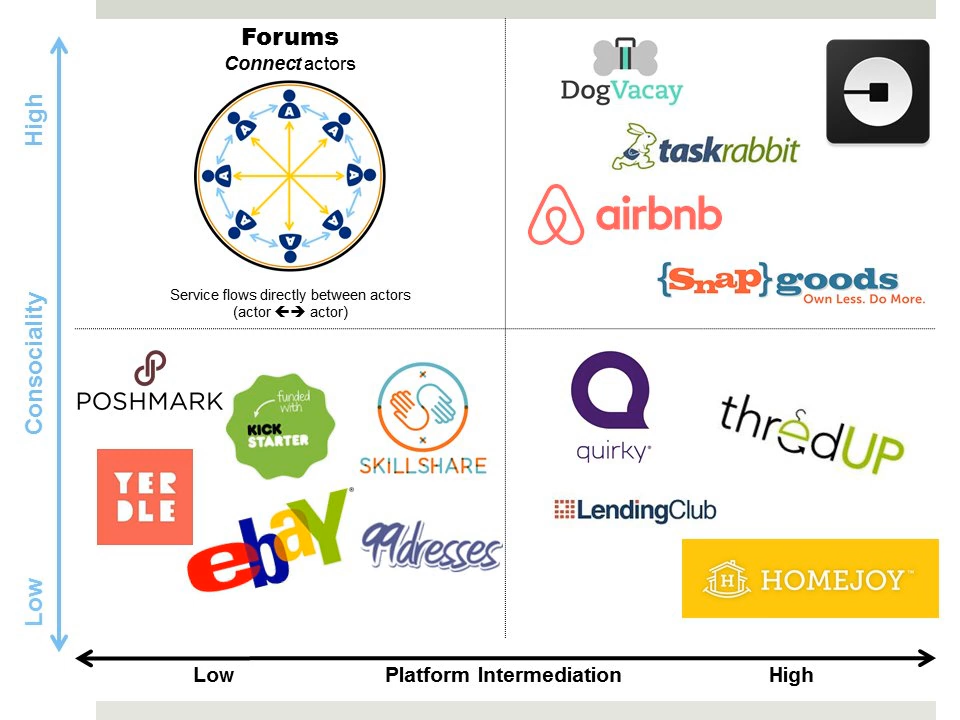 Forums
Connect actors
A
A
A
A
A
A
A
A
Service flows directly between actors
(actor 🡸🡺 actor)
DogVacay
taskrabbit
airbnb
{Snap}goods
Own Less. Do More.
High
Consociality
Low
POSHMARK
funded
with
KICK
STARTER
SKILLSHARE
YER
DLE
ebay®
99dresses
quirky®
thredUP
LendingClub
H
HOMEJOY™
Low
Platform Intermediation
High